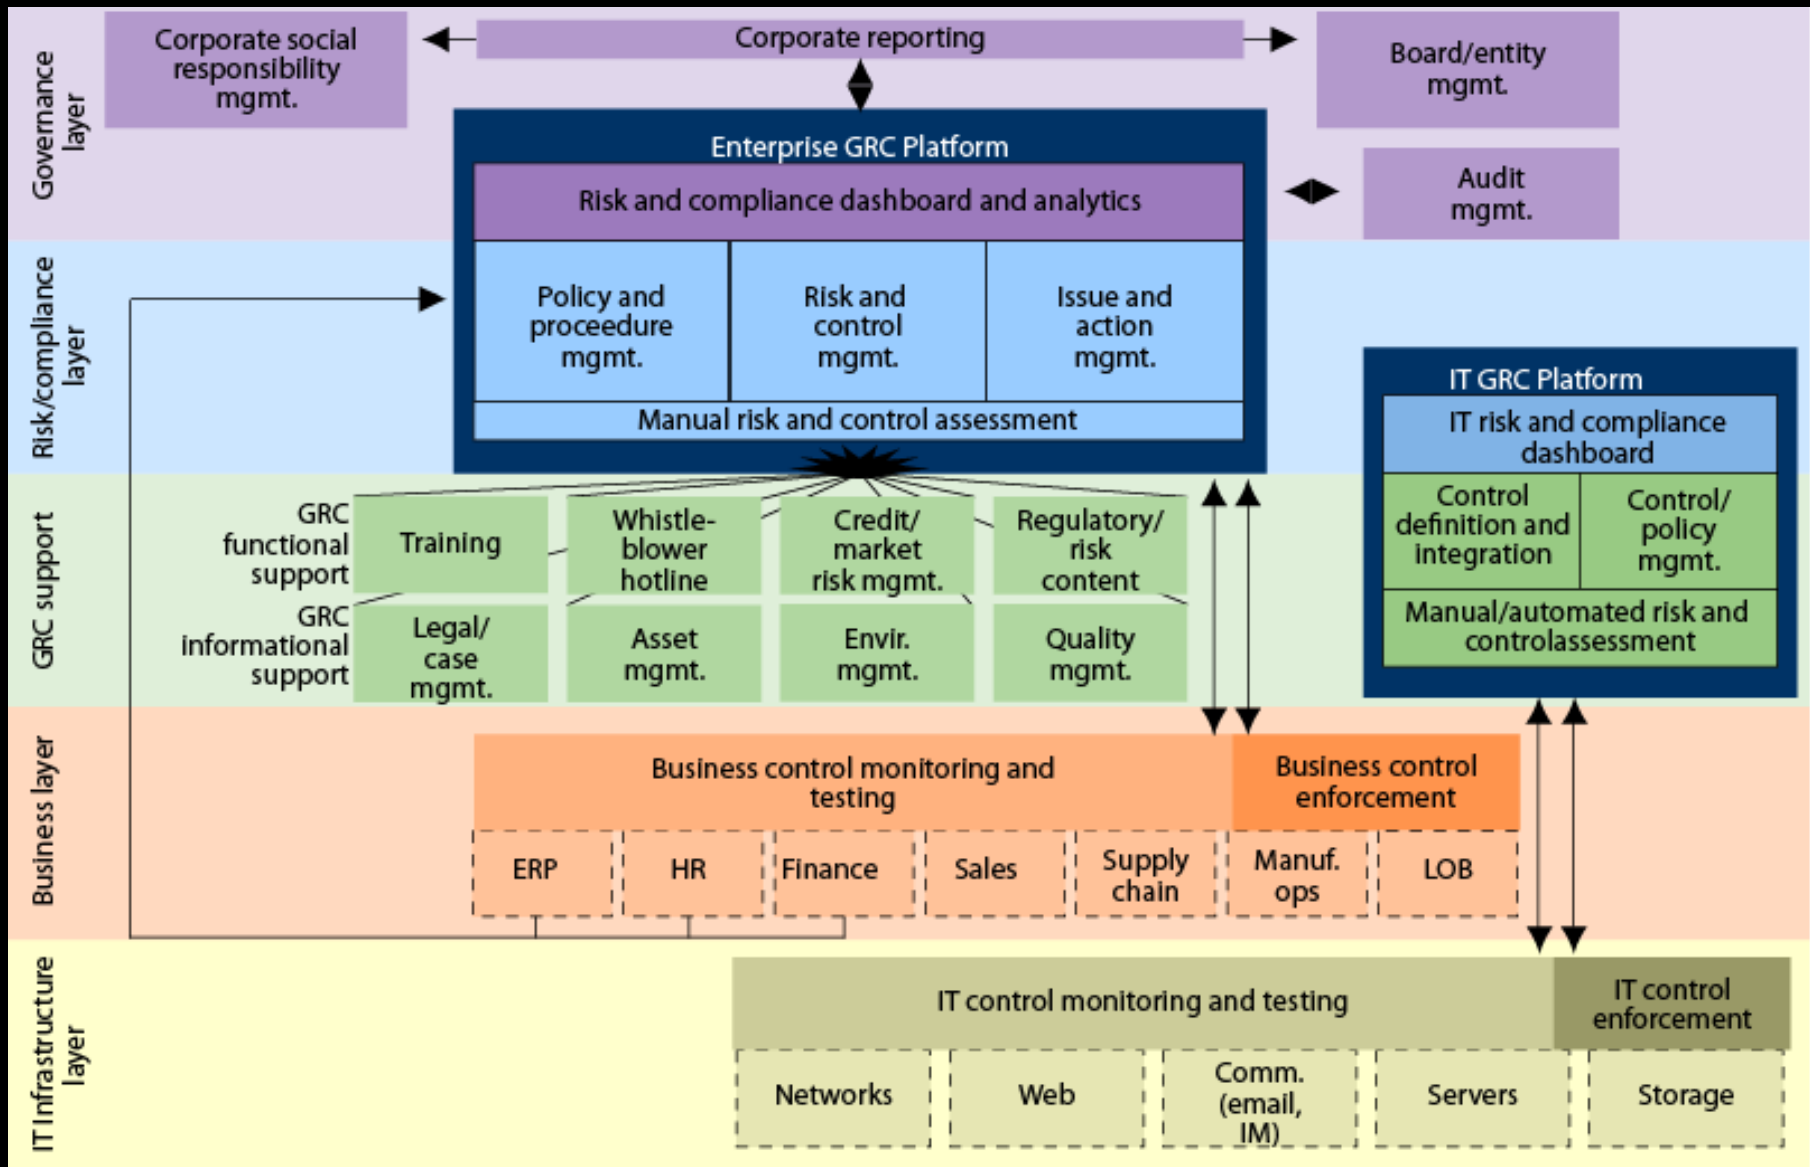 Governance
layer
Corporate social
responsibility
mgmt.
Corporate reporting
Board/entity
mgmt.
Enterprise GRC Platform
Risk and compliance dashboard and analytics
Audit
mgmt.
Risk/compliance
layer
Policy and
proceedure
mgmt.
Risk and
control
mgmt.
Issue and
action
mgmt.
Manual risk and control assessment
IT GRC Platform
IT risk and compliance
dashboard
Control
definition and
integration
Control/
policy
mgmt.
Manual/automated risk and
controlassessment
GRC support
GRC
functional
support
Training
Whistle-
blower
hotline
Credit/
market
risk mgmt.
Regulatory/
risk
content
GRC
informational
support
Legal/
case
mgmt.
Asset
mgmt.
Envir.
mgmt.
Quality
mgmt.
Business layer
Business control monitoring and
testing
Business control
enforcement
ERP
HR
Finance
Sales
Supply
chain
Manuf.
ops
LOB
IT Infrastructure
layer
IT control monitoring and testing
IT control
enforcement
Networks
Web
Comm.
(email,
IM)
Servers
Storage